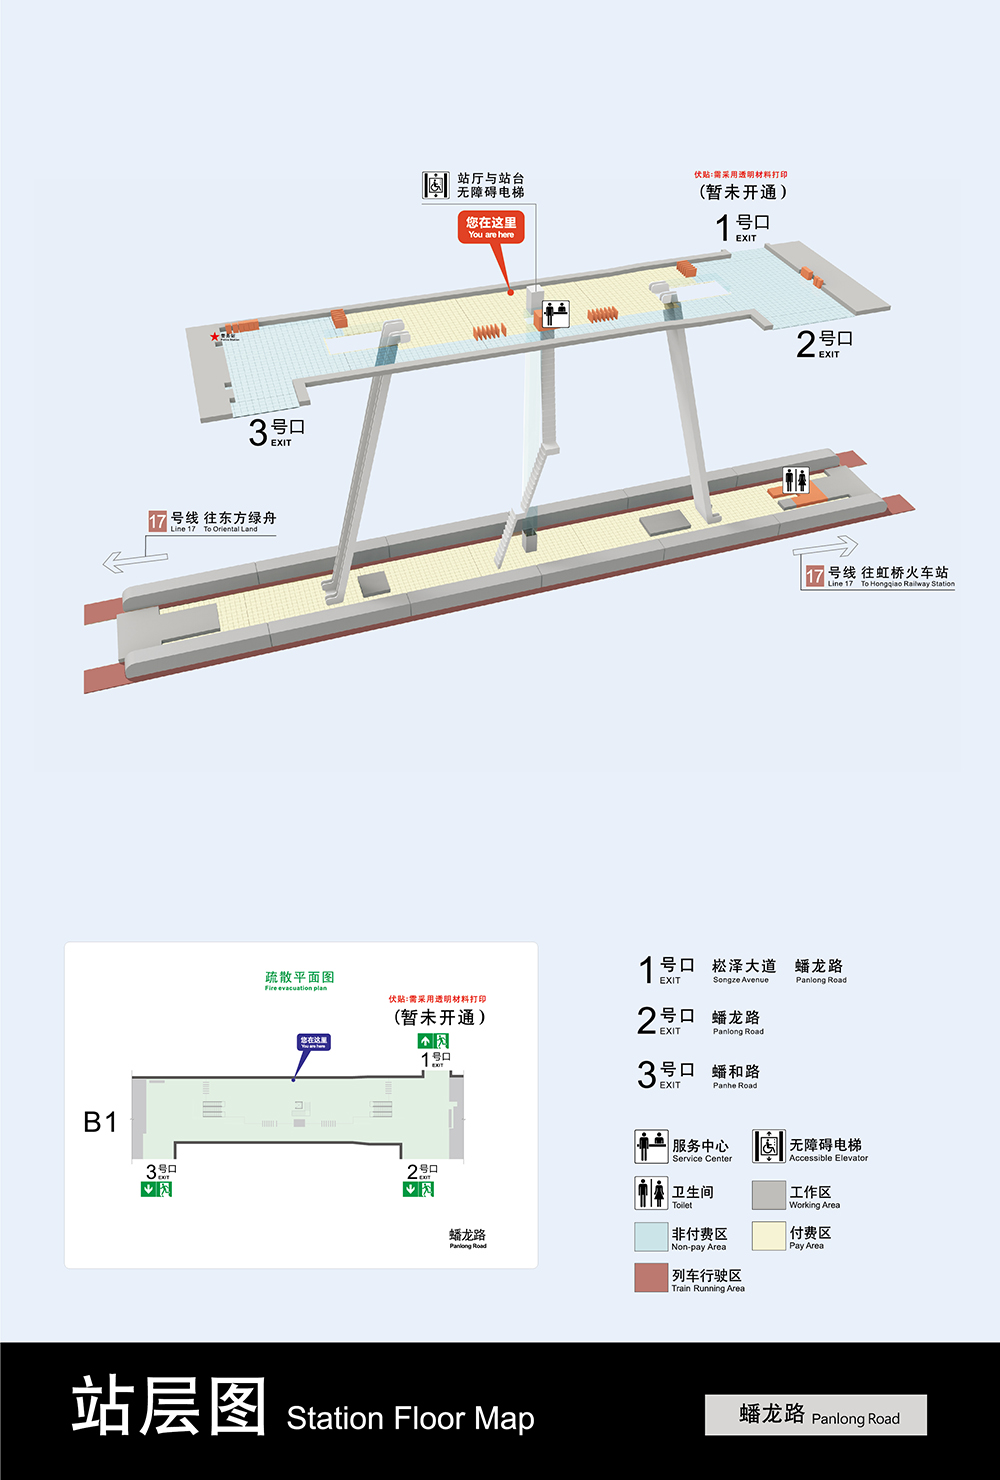 站厅与站台
无障碍电梯
伏贴:需采用透明材料打印
(暂未开通)
您在这里
You are here
1号口
EXIT
警务站
Police Station
2号口
EXIT
3号口
EXIT
17 号线 往东方绿舟
Line 17 To Oriental Land
17 号线 往虹桥火车站
Line 17 To Hongqiao Railway Station
疏散平面图
Fire evacuation plan
伏贴:需采用透明材料打印
(暂未开通)
您在这里
You are here
1号口
EXIT
B1
3号口
EXIT
2号口
EXIT
蟠龙路
Panlong Road
1号口 崧泽大道 蟠龙路
EXIT Songze Avenue Panlong Road
2号口 蟠龙路
EXIT Panlong Road
3号口 蟠和路
EXIT Panhe Road
服务中心 无障碍电梯
Service Center Accessible Elevator
卫生间 工作区
Toilet Working Area
非付费区 付费区
Non-pay Area Pay Area
列车行驶区
Train Running Area
站层图 Station Floor Map
蟠龙路 Panlong Road